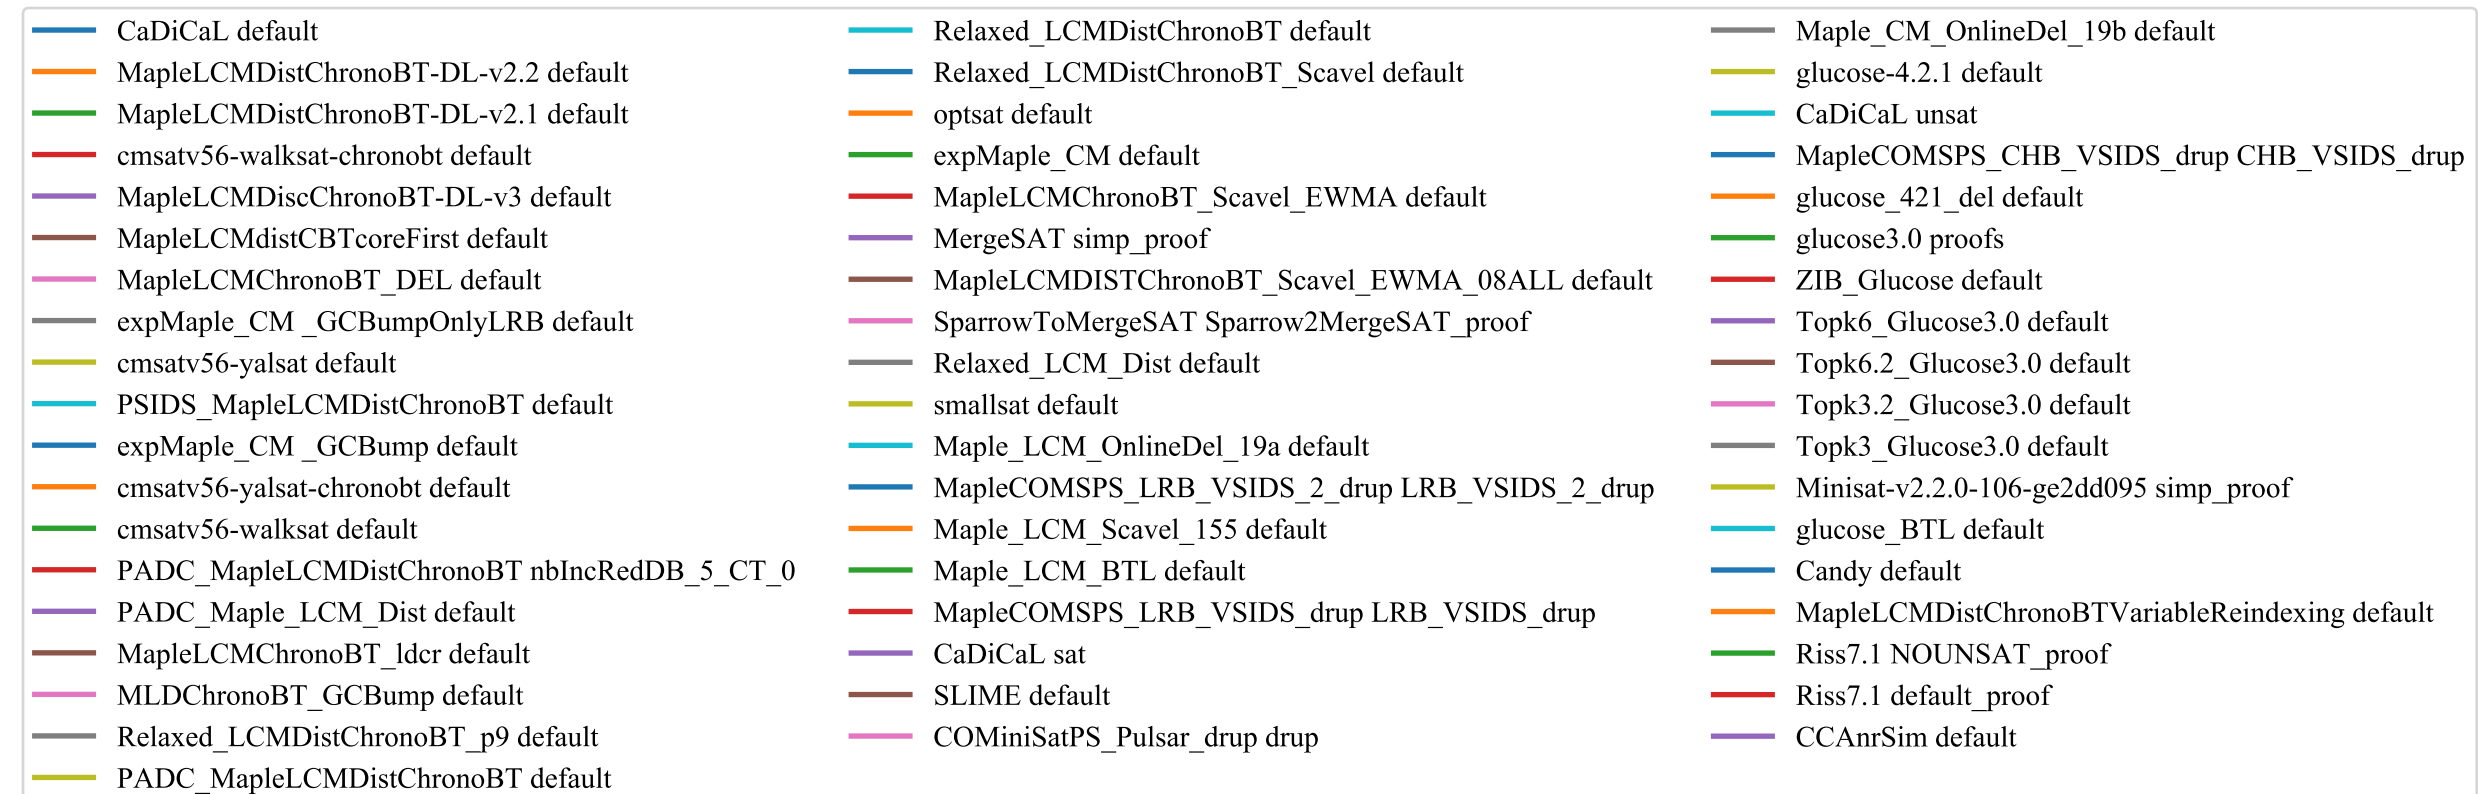 CaDiCaL default
MapleLCMDistChronoBT-DL-v2.2 default
MapleLCMDistChronoBT-DL-v2.1 default
cmsatv56-walksat-chronobt default
MapleLCMDiscChronoBT-DL-v3 default
MapleLCMdistCBTcoreFirst default
MapleLCMChronoBT_DEL default
expMaple_CM _GCBumpOnlyLRB default
cmsatv56-yalsat default
PSIDS_MapleLCMDistChronoBT default
expMaple_CM _GCBump default
cmsatv56-yalsat-chronobt default
cmsatv56-walksat default
PADC_MapleLCMDistChronoBT nbIncRedDB_5_CT_0
PADC_Maple_LCM_Dist default
MapleLCMChronoBT_ldcr default
MLDChronoBT_GCBump default
Relaxed_LCMDistChronoBT_p9 default
PADC_MapleLCMDistChronoBT default
Relaxed_LCMDistChronoBT default
Relaxed_LCMDistChronoBT_Scavel default
optsat default
expMaple_CM default
MapleLCMChronoBT_Scavel_EWMA default
MergeSAT simp_proof
MapleLCMDISTChronoBT_Scavel_EWMA_08ALL default
SparrowToMergeSAT Sparrow2MergeSAT_proof
Relaxed_LCM_Dist default
smallsat default
Maple_LCM_OnlineDel_19a default
MapleCOMSPS_LRB_VSIDS_2_drup LRB_VSIDS_2_drup
Maple_LCM_Scavel_155 default
Maple_LCM_BTL default
MapleCOMSPS_LRB_VSIDS_drup LRB_VSIDS_drup
CaDiCaL sat
SLIME default
COMiniSatPS_Pulsar_drup drup
Maple_CM_OnlineDel_19b default
glucose-4.2.1 default
CaDiCaL unsat
MapleCOMSPS_CHB_VSIDS_drup CHB_VSIDS_drup
glucose_421_del default
glucose3.0 proofs
ZIB_Glucose default
Topk6_Glucose3.0 default
Topk6.2_Glucose3.0 default
Topk3.2_Glucose3.0 default
Topk3_Glucose3.0 default
Minisat-v2.2.0-106-ge2dd095 simp_proof
glucose_BTL default
Candy default
MapleLCMDistChronoBTVariableReindexing default
Riss7.1 NOUNSAT_proof
Riss7.1 default_proof
CCAnrSim default